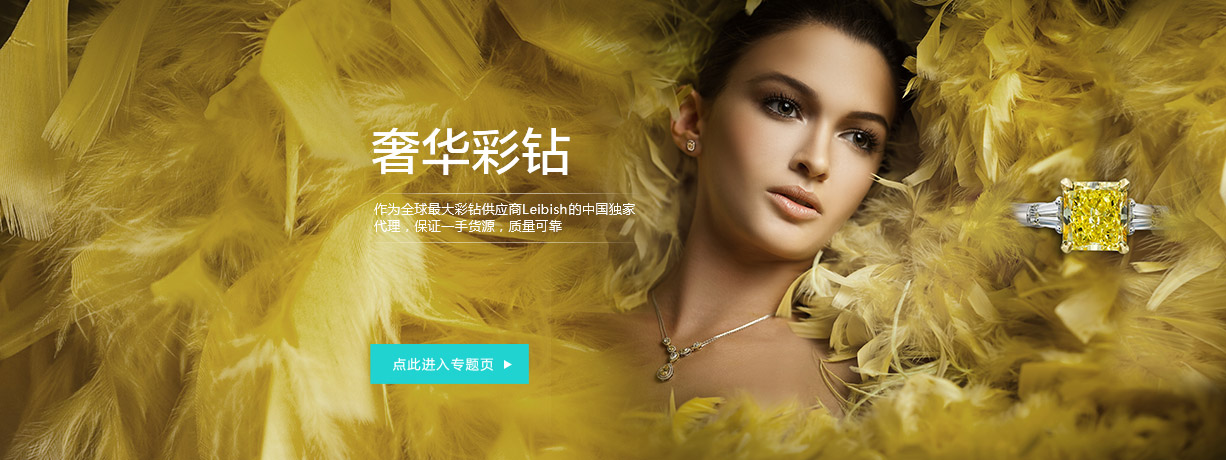 奢华彩钻
作为全球最大彩钻供应商Leibish的中国独家
代理，保证一手货源，质量可靠
点此进入专题页